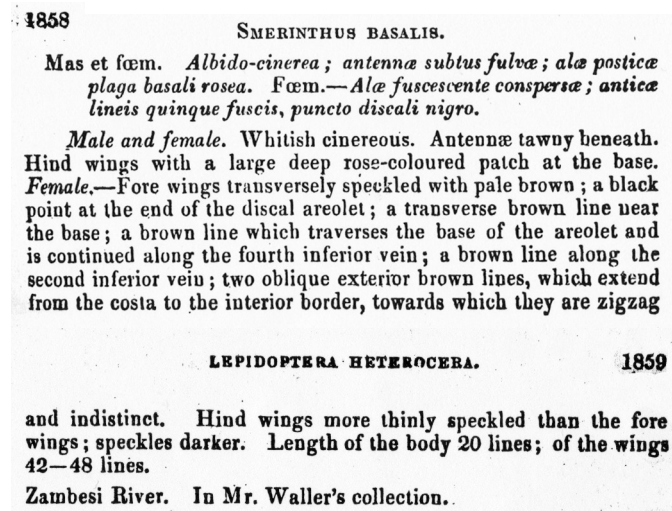 1858
SMERINTHUS BASALIS.
Mas et fœm. Albido-cinerea; antennæ subtus fulvæ; alæ posticæ
plaga basali rosea. Fœm.—Alæ fuscescente conspersæ; anticæ
lineis quinque fuscis, puncto discali nigro.
Male and female. Whitish cinereous. Antennæ tawny beneath.
Hind wings with a large deep rose-coloured patch at the base.
Female.—Fore wings transversely speckled with pale brown; a black
point at the end of the discal areolet; a transverse brown line near
the base; a brown line which traverses the base of the areolet and
is continued along the fourth inferior vein; a brown line along the
second inferior vein; two oblique exterior brown lines, which extend
from the costa to the interior border, towards which they are zigzag
LEPIDOPTERA HETEROCERA. 1859
and indistinct. Hind wings more thinly speckled than the fore
wings; speckles darker. Length of the body 20 lines; of the wings
42—48 lines.
Zambesi River. In Mr. Waller's collection.